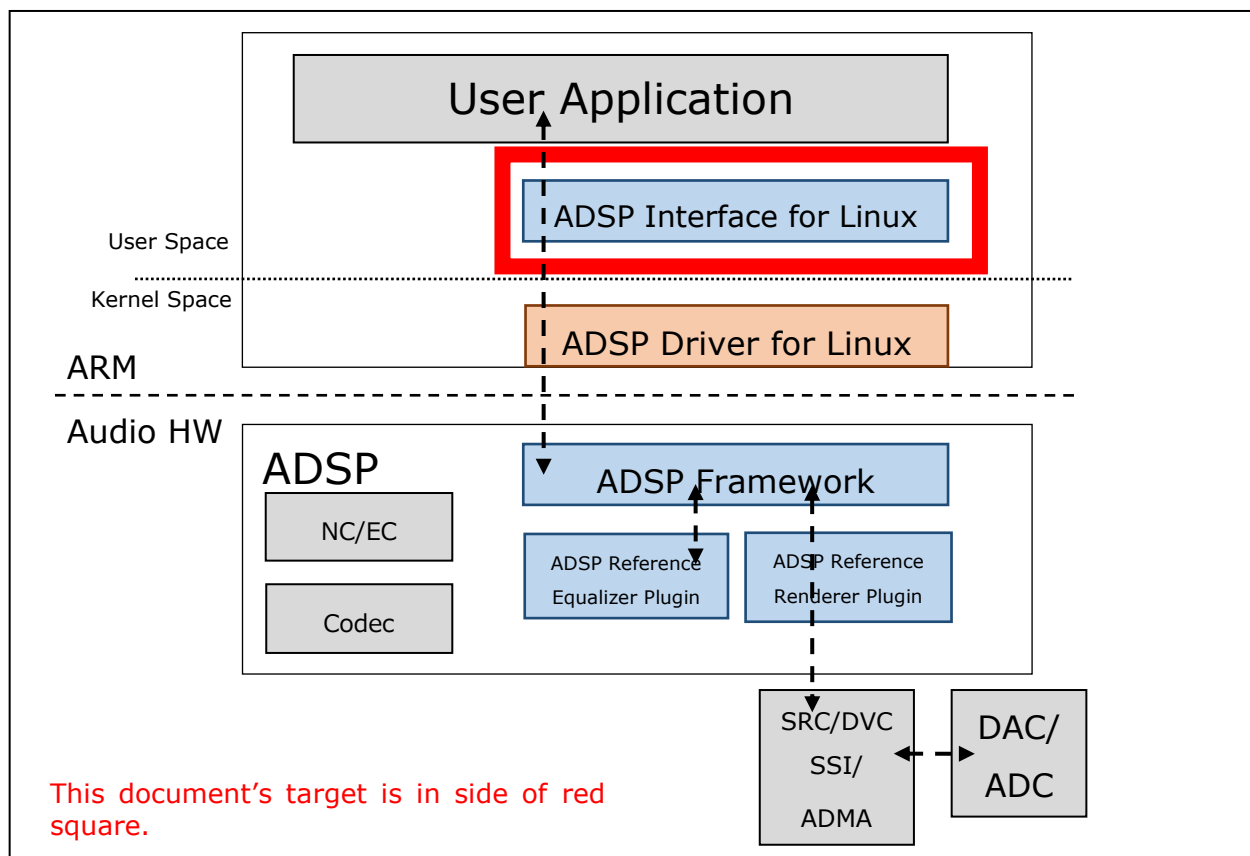 User Application
ADSP Interface for Linux
User Space
Kernel Space
ADSP Driver for Linux
ARM
Audio HW
ADSP
ADSP Framework
NC/EC
ADSP Reference
Equalizer Plugin
ADSP Reference
Renderer Plugin
Codec
SRC/DVC
SSI/
ADMA
DAC/
ADC
This document's target is in side of red
square.